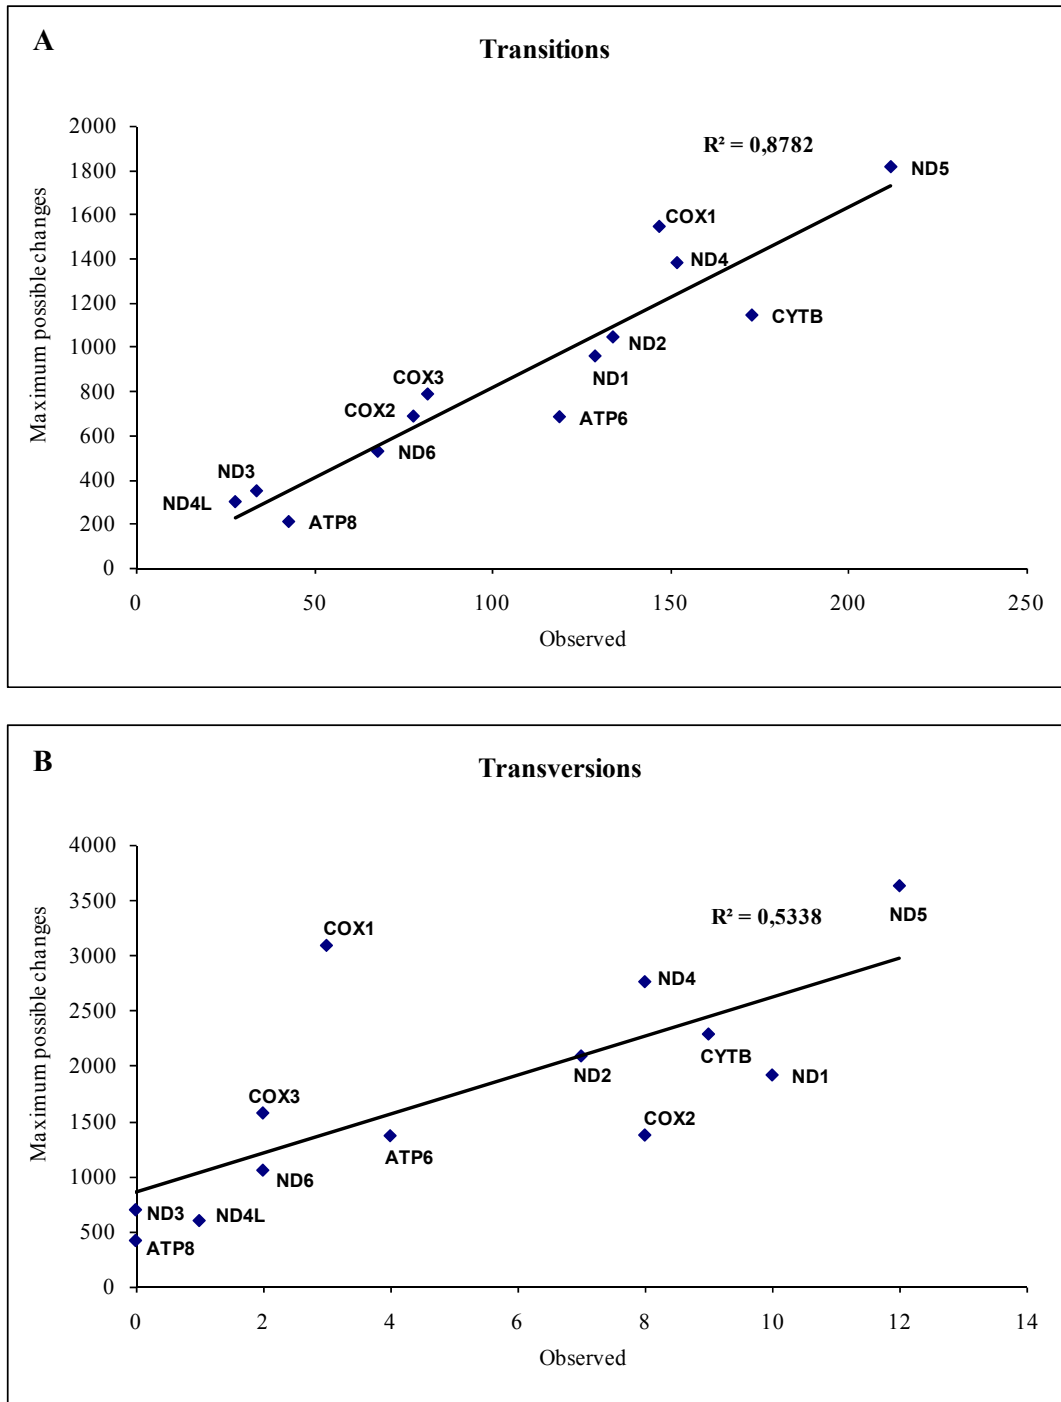 A
Transitions
2000
R² = 0,8782
1800
ND5
1600
COX1
1400
ND4
1200
CYTB
1000
ND2
ND1
800
COX3
COX2
ATP6
600
ND6
400
ND3
ND4L
200
ATP8
0
0 50 100 150 200 250
Observed
Maximum possible changes
B
Transversions
4000
3500
R² = 0,5338
ND5
3000
COX1
ND4
2500
2000
CYTB
ND2
ND1
1500
COX3
COX2
ATP6
1000
ND6
ND3
ND4L
500
ATP8
0
0 2 4 6 8 10 12 14
Observed
Maximum possible changes